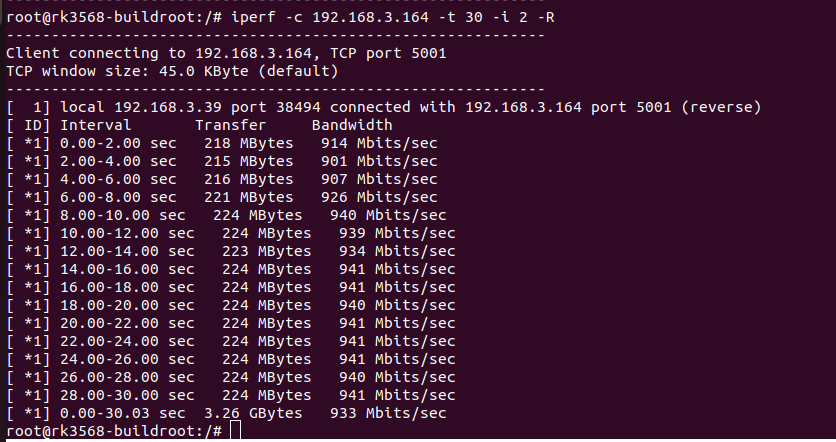 root@rk3568-buildroot:/# iperf -c 192.168.3.164 -t 30 -i 2 -R
------------------------------------------------------------
Client connecting to 192.168.3.164, TCP port 5001
TCP window size: 45.0 KByte (default)
------------------------------------------------------------
[  1] local 192.168.3.39 port 38494 connected with 192.168.3.164 port 5001 (reverse)
[ ID] Interval       Transfer     Bandwidth
[ *1] 0.00-2.00 sec   218 MBytes   914 Mbits/sec
[ *1] 2.00-4.00 sec   215 MBytes   901 Mbits/sec
[ *1] 4.00-6.00 sec   216 MBytes   907 Mbits/sec
[ *1] 6.00-8.00 sec   221 MBytes   926 Mbits/sec
[ *1] 8.00-10.00 sec   224 MBytes   940 Mbits/sec
[ *1] 10.00-12.00 sec   224 MBytes   939 Mbits/sec
[ *1] 12.00-14.00 sec   223 MBytes   934 Mbits/sec
[ *1] 14.00-16.00 sec   224 MBytes   941 Mbits/sec
[ *1] 16.00-18.00 sec   224 MBytes   941 Mbits/sec
[ *1] 18.00-20.00 sec   224 MBytes   940 Mbits/sec
[ *1] 20.00-22.00 sec   224 MBytes   941 Mbits/sec
[ *1] 22.00-24.00 sec   224 MBytes   941 Mbits/sec
[ *1] 24.00-26.00 sec   224 MBytes   941 Mbits/sec
[ *1] 26.00-28.00 sec   224 MBytes   940 Mbits/sec
[ *1] 28.00-30.00 sec   224 MBytes   941 Mbits/sec
[ *1] 0.00-30.03 sec  3.26 GBytes   933 Mbits/sec
root@rk3568-buildroot:/#